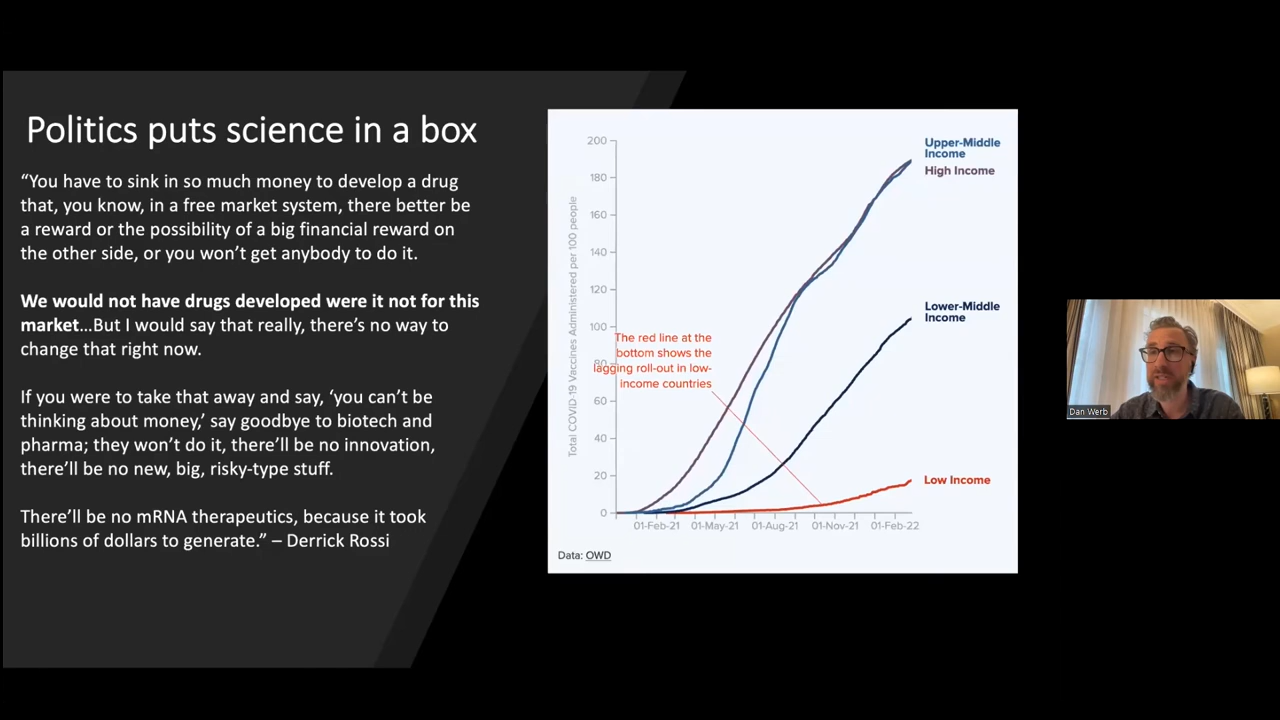 Politics puts science in a box
“You have to sink in so much money to develop a drug
that, you know, in a free market system, there better be
a reward or the possibility of a big financial reward on
the other side, or you won’t get anybody to do it.
We would not have drugs developed were it not for this
market…But I would say that really, there’s no way to
change that right now.
If you were to take that away and say, ‘you can’t be
thinking about money,’ say goodbye to biotech and
pharma; they won’t do it, there’ll be no innovation,
there’ll be no new, big, risky-type stuff.
There’ll be no mRNA therapeutics, because it took
billions of dollars to generate.” – Derrick Rossi
Total COVID-19 Vaccines Administered per 100 people
200
180
160
140
120
100
80
60
40
20
0
01-Feb-21
01-May-21
01-Aug-21
01-Nov-21
01-Feb-22
The red line at the
bottom shows the
lagging roll-out in low-
income countries
Upper-Middle
Income
High Income
Lower-Middle
Income
Low Income
Data: OWD
Dan Werb